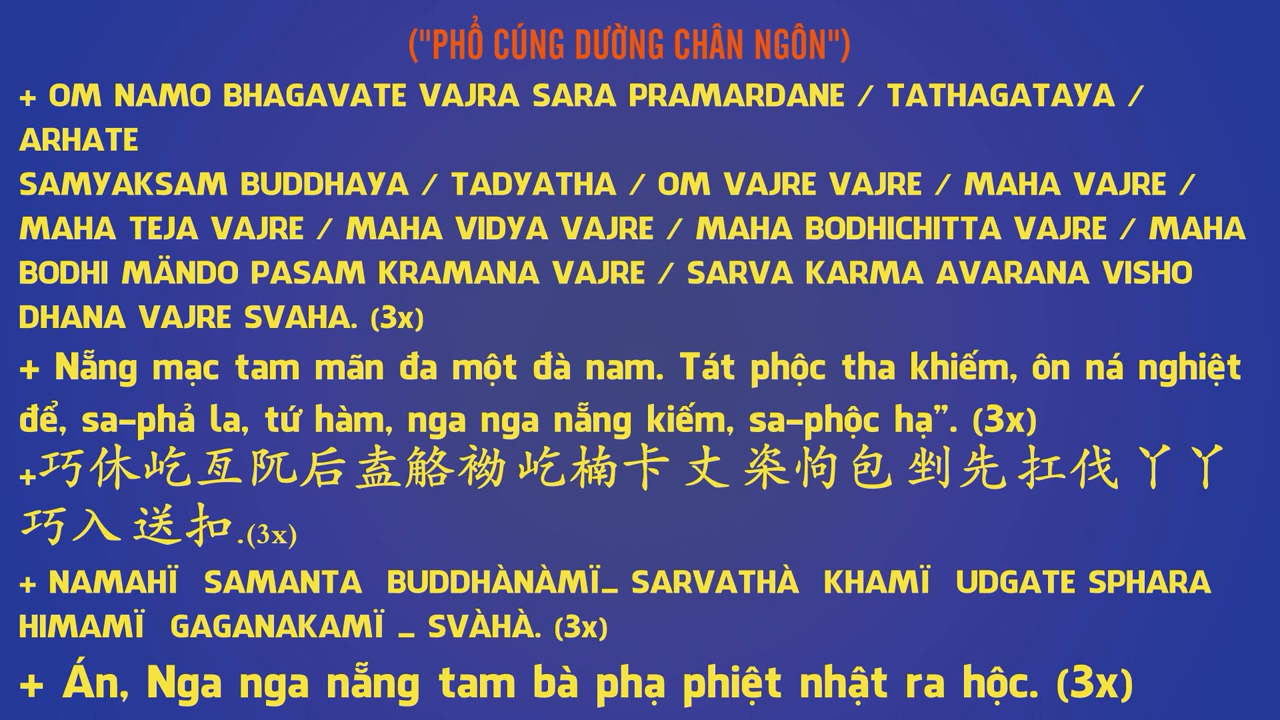 ("PHỔ CÚNG DƯỜNG CHÂN NGÔN")
+ OM NAMO BHAGAVATE VAJRA SARA PRAMARDANE / TATHAGATAYA /
ARHATE
SAMYAKSAM BUDDHAYA / TADYATHA / OM VAJRE VAJRE / MAHA VAJRE /
MAHA TEJA VAJRE / MAHA VIDYA VAJRE / MAHA BODHICHITTA VAJRE / MAHA
BODHI MÄNDO PASAM KRAMANA VAJRE / SARVA KARMA AVARANA VISHO
DHANA VAJRE SVAHA. (3x)
+ Nẵng mạc tam mãn đa một đà nam. Tát phộc tha khiếm, ôn ná nghiệt
để, sa-phả la, tứ hàm, nga nga nẵng kiếm, sa-phộc hạ”. (3x)
+巧休屹亙阢后盍觡衪屹楠卡 丈 桼怐包 剉先 扛伐 丫丫
巧入 送扣.(3x)
+ NAMAHÏ SAMANTA BUDDHÀNÀMÏ_ SARVATHÀ KHAMÏ UDGATE SPHARA
HIMAMÏ GAGANAKAMÏ _ SVÀHÀ. (3x)
+ Án, Nga nga nẵng tam bà phạ phiệt nhật ra hộc. (3x)